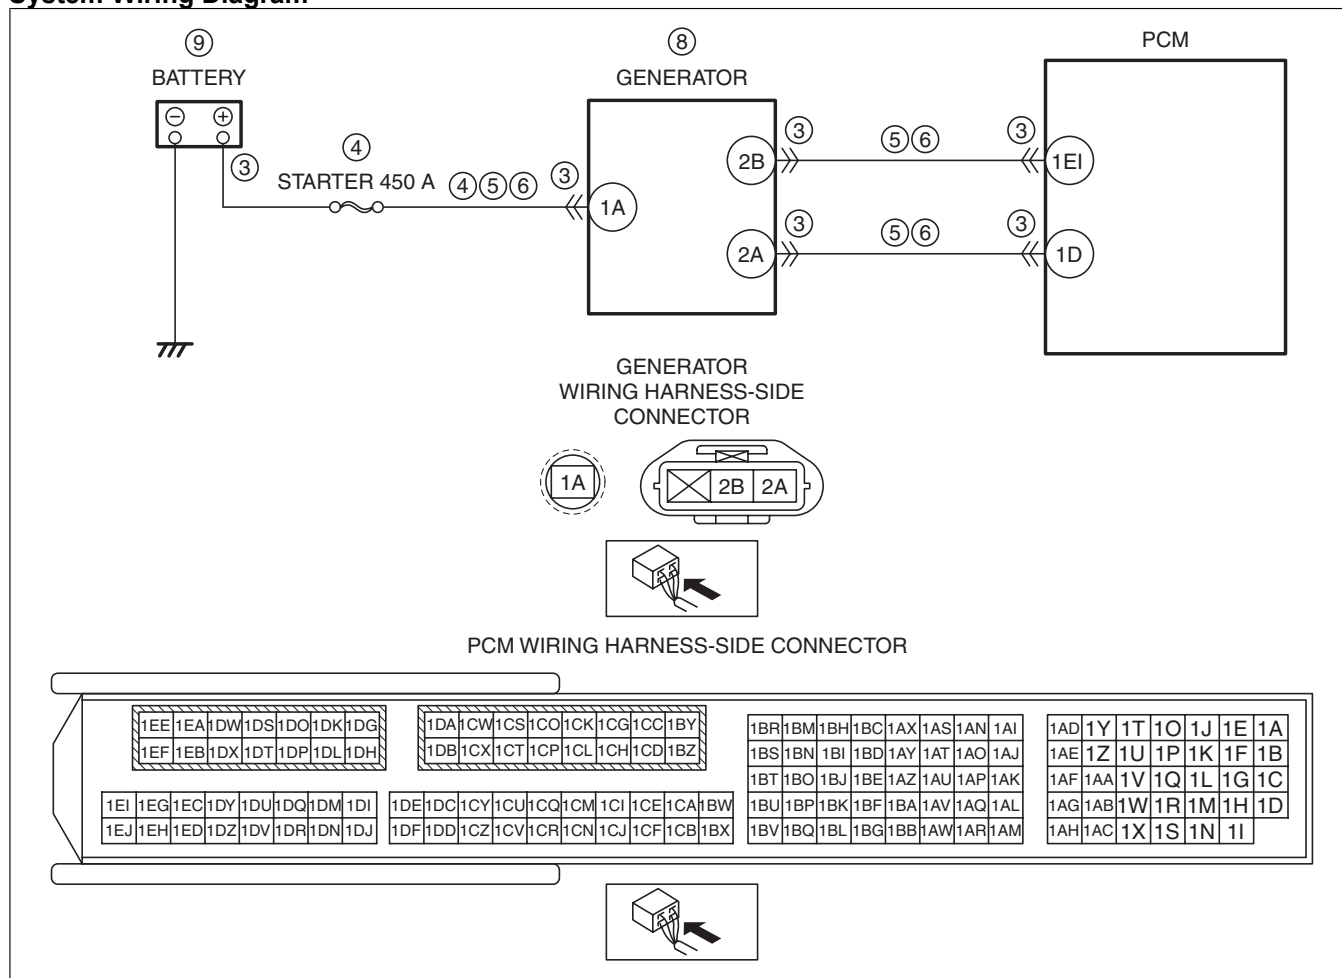 System Wiring Diagram
9 8 PCM
BATTERY GENERATOR
− +
3 4 3 5 6 3
2B 1EI
STARTER 450 A 4 5 6 3
1A
3 5 6 3
2A 1D
GENERATOR
WIRING HARNESS-SIDE
CONNECTOR
1A 2B 2A
PCM WIRING HARNESS-SIDE CONNECTOR
1EE 1EA 1DW 1DS 1DO 1DK 1DG 1DA 1CW 1CS 1CO 1CK 1CG 1CC 1BY 1BR 1BM 1BH 1BC 1AX 1AS 1AN 1AI 1AD 1Y 1T 1O 1J 1E 1A
1EF 1EB 1DX 1DT 1DP 1DL 1DH 1DB 1CX 1CT 1CP 1CL 1CH 1CD 1BZ 1BS 1BN 1BI 1BD 1AY 1AT 1AO 1AJ 1AE 1Z 1U 1P 1K 1F 1B
1BT 1BO 1BJ 1BE 1AZ 1AU 1AP 1AK 1AF 1AA 1V 1Q 1L 1G 1C
1EI 1EG 1EC 1DY 1DU 1DQ 1DM 1DI 1DE 1DC 1CY 1CU 1CQ 1CM 1CI 1CE 1CA 1BW 1BU 1BP 1BK 1BF 1BA 1AV 1AQ 1AL 1AG 1AB 1W 1R 1M 1H 1D
1EJ 1EH 1ED 1DZ 1DV 1DR 1DN 1DJ 1DF 1DD 1CZ 1CV 1CR 1CN 1CJ 1CF 1CB 1BX 1BV 1BQ 1BL 1BG 1BB 1AW 1AR 1AM 1AH 1AC 1X 1S 1N 1I